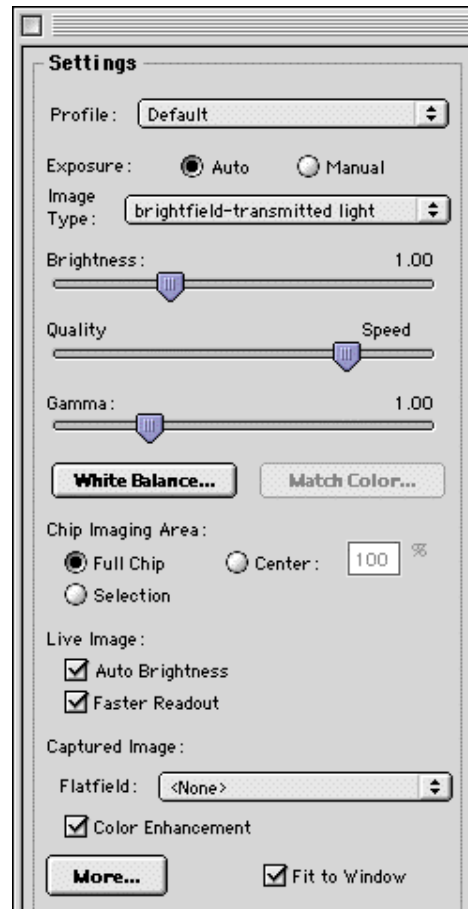 Settings
Profile: Default
Exposure: Auto Manual
Image
Type: brightfield-transmitted light
Brightness: 1.00
Quality Speed
Gamma: 1.00
White Balance... Match Color...
Chip Imaging Area:
Full Chip Center: 100 %
Selection
Live Image:
Auto Brightness
Faster Readout
Captured Image:
Flatfield: <None>
Color Enhancement
More... Fit to Window